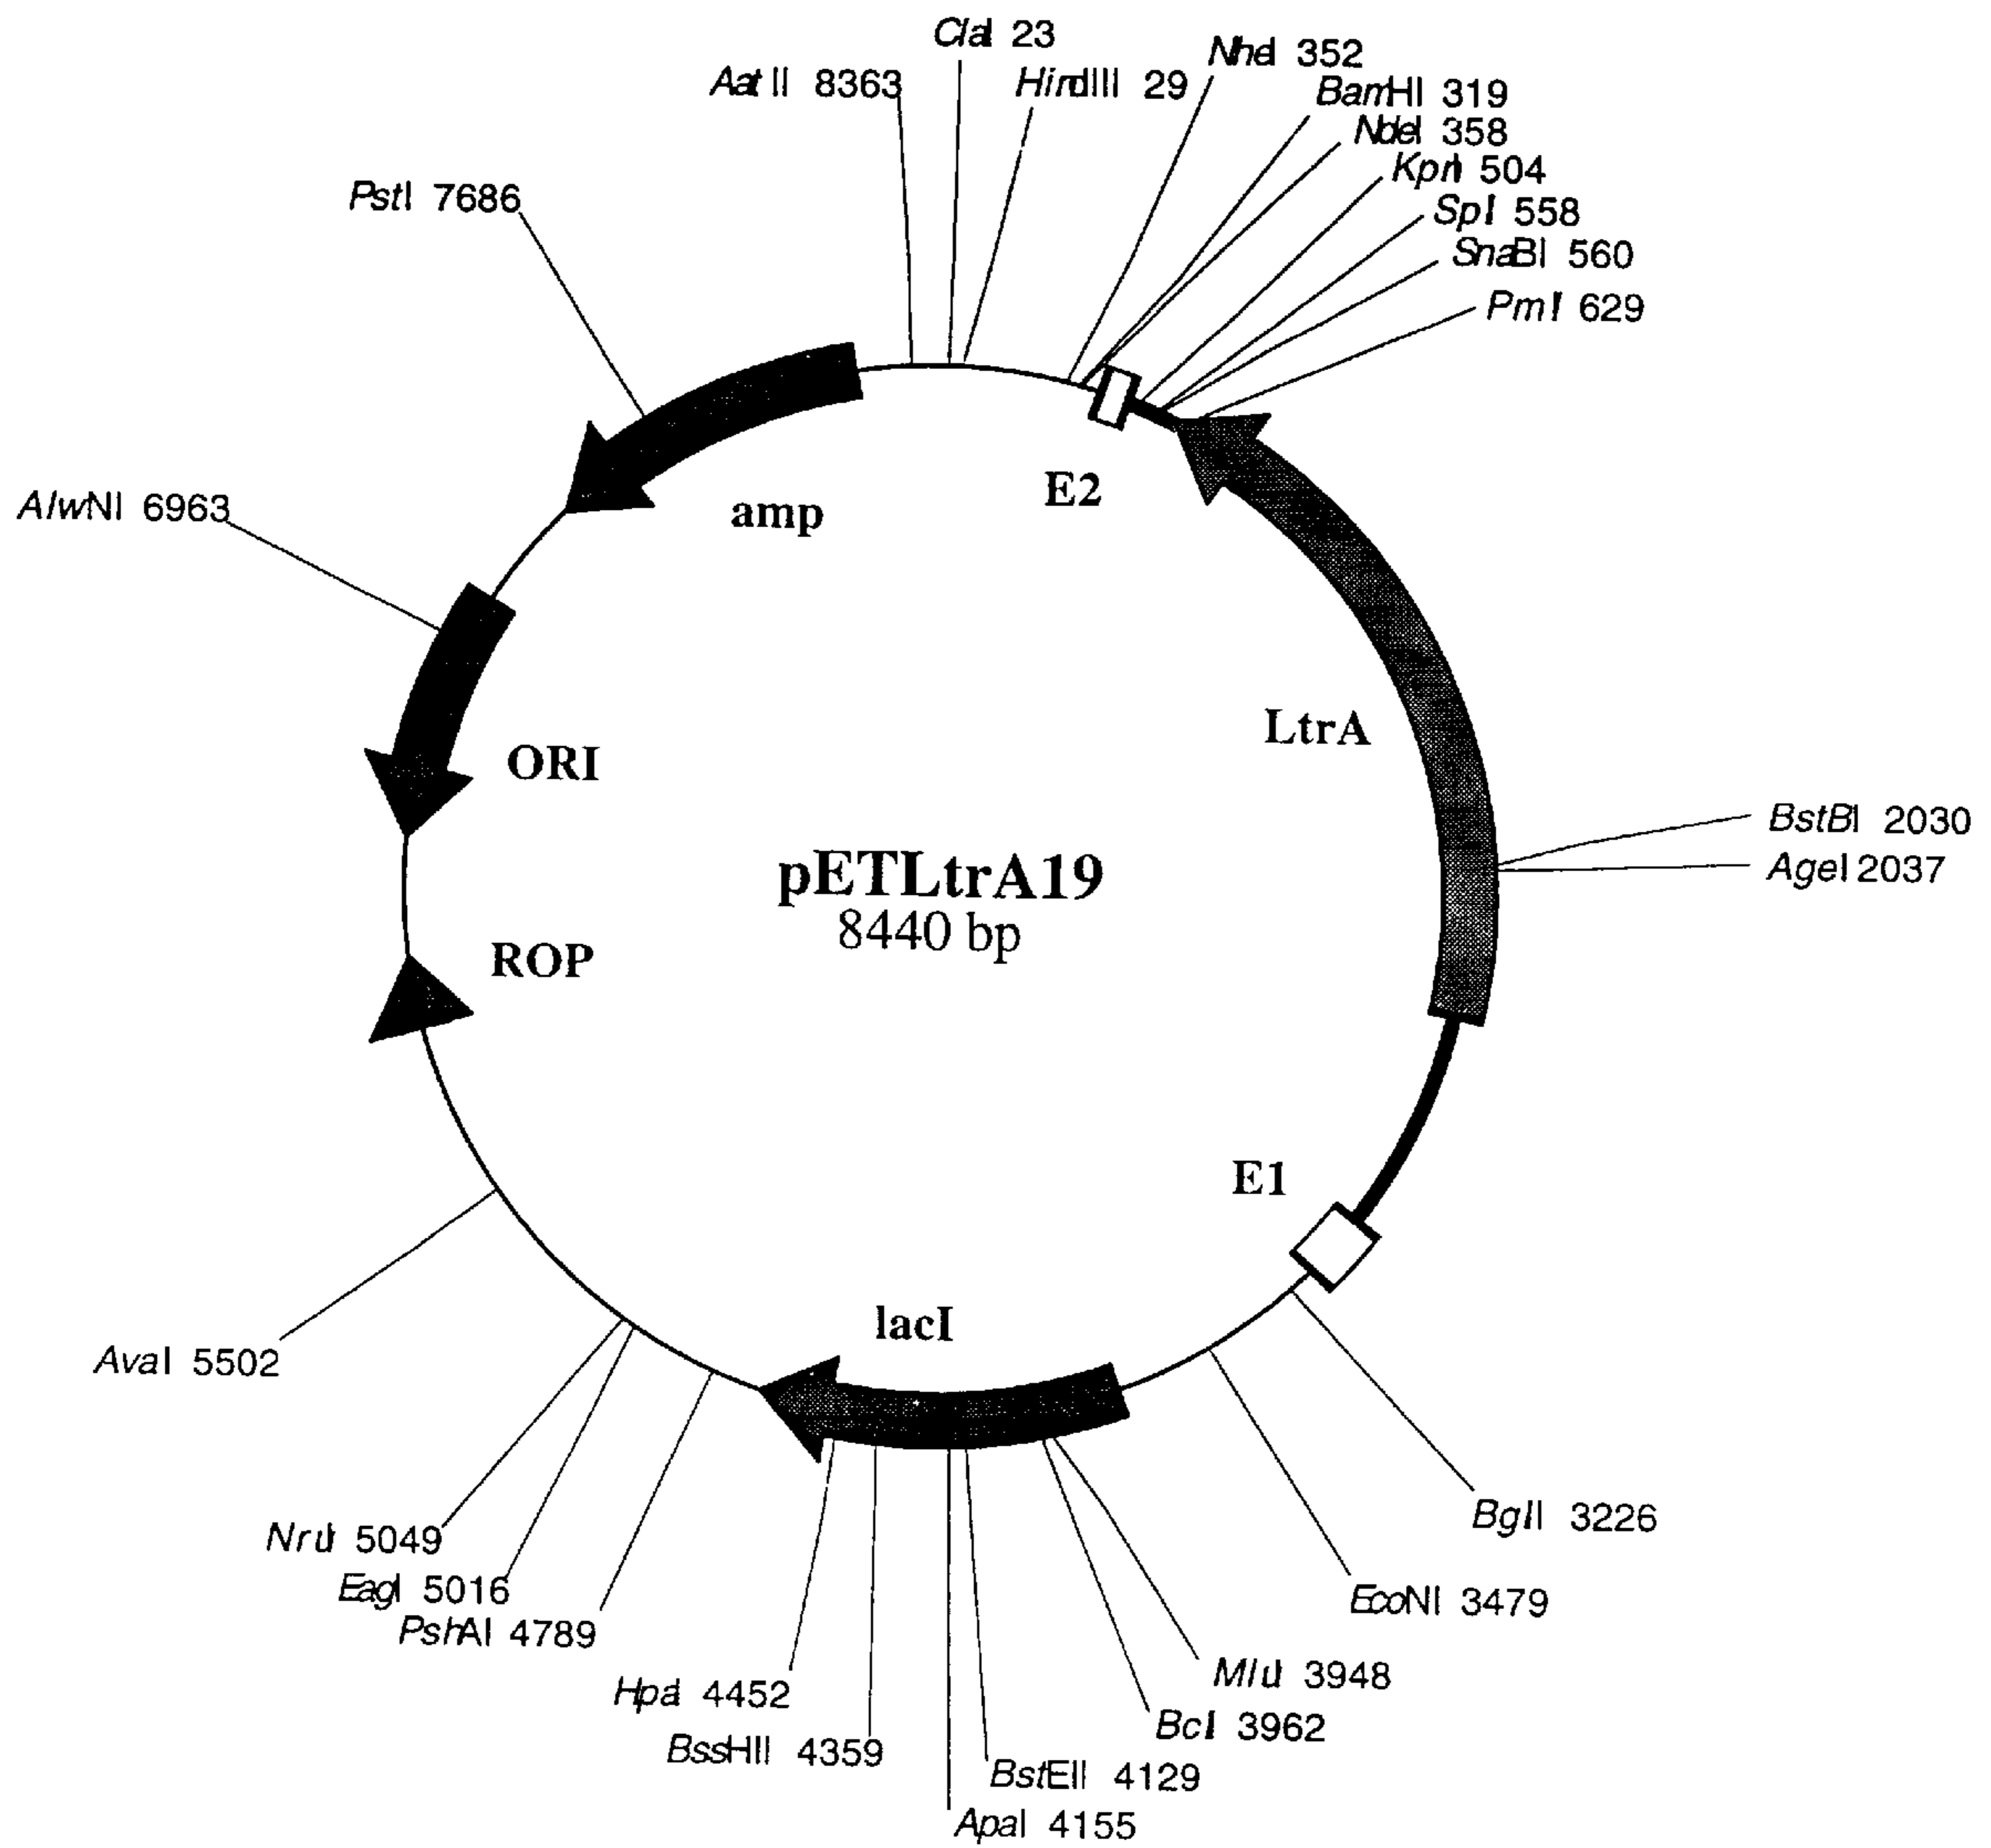 ClaI 23
AatII 8363
HindIII 29
NheI 352
BamHI 319
NdeI 358
KpnI 504
SplI 558
SnaBI 560
PmlI 629
PstI 7686
AlwNI 6963
amp
E2
LtrA
ORI
BstBI 2030
AgeI 2037
pETLtrA19
8440 bp
ROP
E1
lacI
AvaI 5502
BglI 3226
NruI 5049
EagI 5016
PshAI 4789
EcoNI 3479
HpaI 4452
MluI 3948
BclI 3962
BssHII 4359
BstEII 4129
ApaI 4155